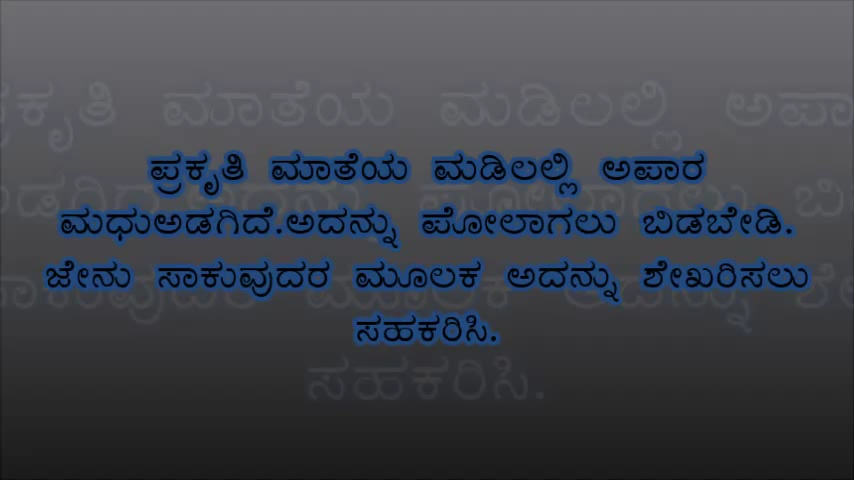 ಪ್ರಕೃತಿ ಮಾತೆಯ ಮಡಿಲಲ್ಲಿ ಅಪಾರ
ಮಧುಅಡಗಿದೆ.ಅದನ್ನು ಪೋಲಾಗಲು ಬಿಡಬೇಡಿ.
ಜೇನು ಸಾಕುವುದರ ಮೂಲಕ ಅದನ್ನು ಶೇಖರಿಸಲು
ಸಹಕರಿಸಿ.